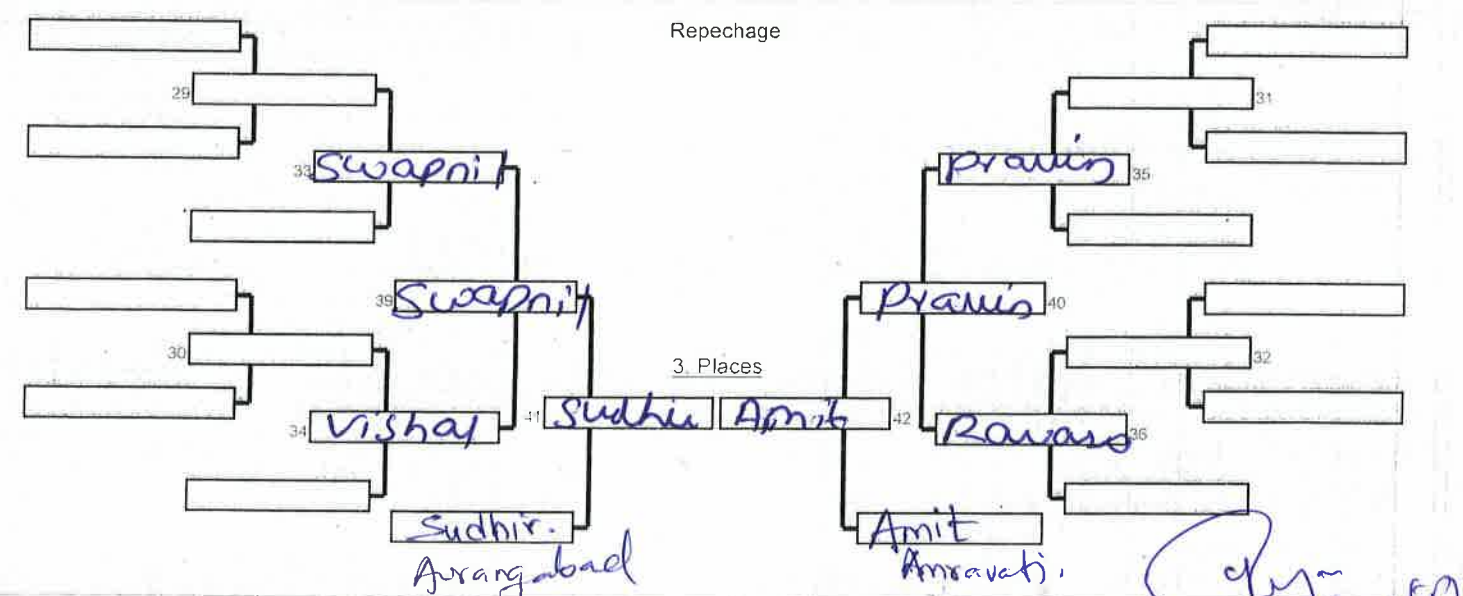 Repechage
29
31
33 Swapnil
Pravin 35
39 Swapnil
Pravin 40
30
32
3. Places
41 Sudhir
Amit 42
34 Vishal
36
Sudhir.
Amit
Aurangabad
Amravati.